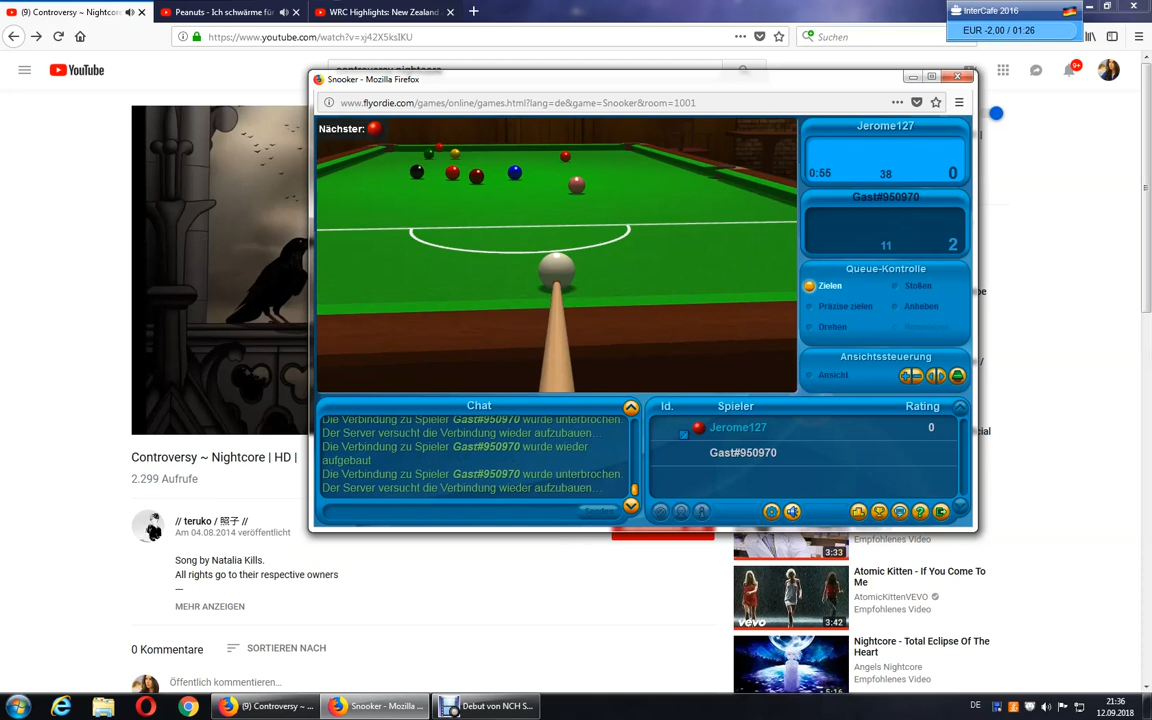 (9) Controversy ~ Nightcore
Peanuts - Ich schwärme für
WRC Highlights: New Zealand
InterCafe 2016
EUR -2,00 / 01:26
https://www.youtube.com/watch?v=xj42X5ksIKU
Suchen
YouTube
controversy nightcore
9+
Snooker - Mozilla Firefox
www.flyordie.com/games/online/games.html?lang=de&game=Snooker&room=1001
Nächster:
Jerome127
0:55
38
0
Gast#950970
11
2
Queue-Kontrolle
Zielen
Stoßen
Präzise zielen
Anheben
Drehen
Ansichtssteuerung
Ansicht
Chat
Die Verbindung zu Spieler Gast#950970 wurde unterbrochen.
Der Server versucht die Verbindung wieder aufzubauen...
Die Verbindung zu Spieler Gast#950970 wurde wieder
aufgebaut
Die Verbindung zu Spieler Gast#950970 wurde unterbrochen.
Der Server versucht die Verbindung wieder aufzubauen...
Id.
Spieler
Rating
Jerome127
0
Gast#950970
Controversy ~ Nightcore | HD |
2.299 Aufrufe
// teruko / 照子 //
Am 04.08.2014 veröffentlicht
Song by Natalia Kills.
All rights go to their respective owners
---
MEHR ANZEIGEN
0 Kommentare
SORTIEREN NACH
Öffentlich kommentieren...
3:33
Empfohlenes Video
Atomic Kitten - If You Come To
Me
AtomicKittenVEVO
Empfohlenes Video
vevo
3:42
Nightcore - Total Eclipse Of The
Heart
Angels Nightcore
Empfohlenes Video
5:16
(9) Controversy ~ ...
Snooker - Mozilla ...
Debut von NCH S...
DE
21:36
12.09.2018